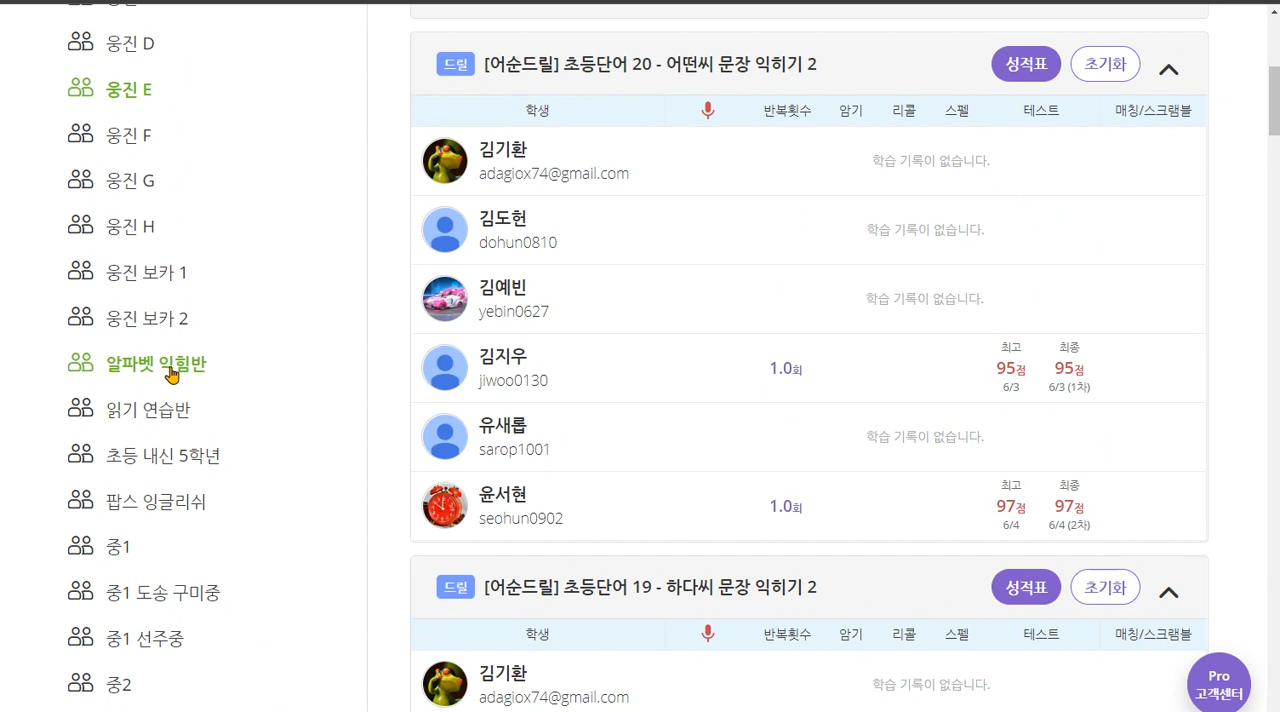 웅진 D
웅진 E
웅진 F
웅진 G
웅진 H
웅진 보카 1
웅진 보카 2
알파벳 익힘반
읽기 연습반
초등 내신 5학년
팝스 잉글리쉬
중1
중1 도송 구미중
중1 선주중
중2
드릴 [어순드릴] 초등단어 20 - 어떤씨 문장 익히기 2 성적표 초기화
학생 반복횟수 암기 리콜 스펠 테스트 매칭/스크램블
김기환
adagiox74@gmail.com
학습 기록이 없습니다.
김도헌
dohun0810
학습 기록이 없습니다.
김예빈
yebin0627
학습 기록이 없습니다.
김지우
jiwoo0130
1.0회
최고 최종
95점 95점
6/3 6/3 (1차)
유새롭
sarop1001
학습 기록이 없습니다.
윤서현
seohun0902
1.0회
최고 최종
97점 97점
6/4 6/4 (2차)
드릴 [어순드릴] 초등단어 19 - 하다씨 문장 익히기 2 성적표 초기화
학생 반복횟수 암기 리콜 스펠 테스트 매칭/스크램블
김기환
adagiox74@gmail.com
학습 기록이 없습니다.
Pro
고객센터